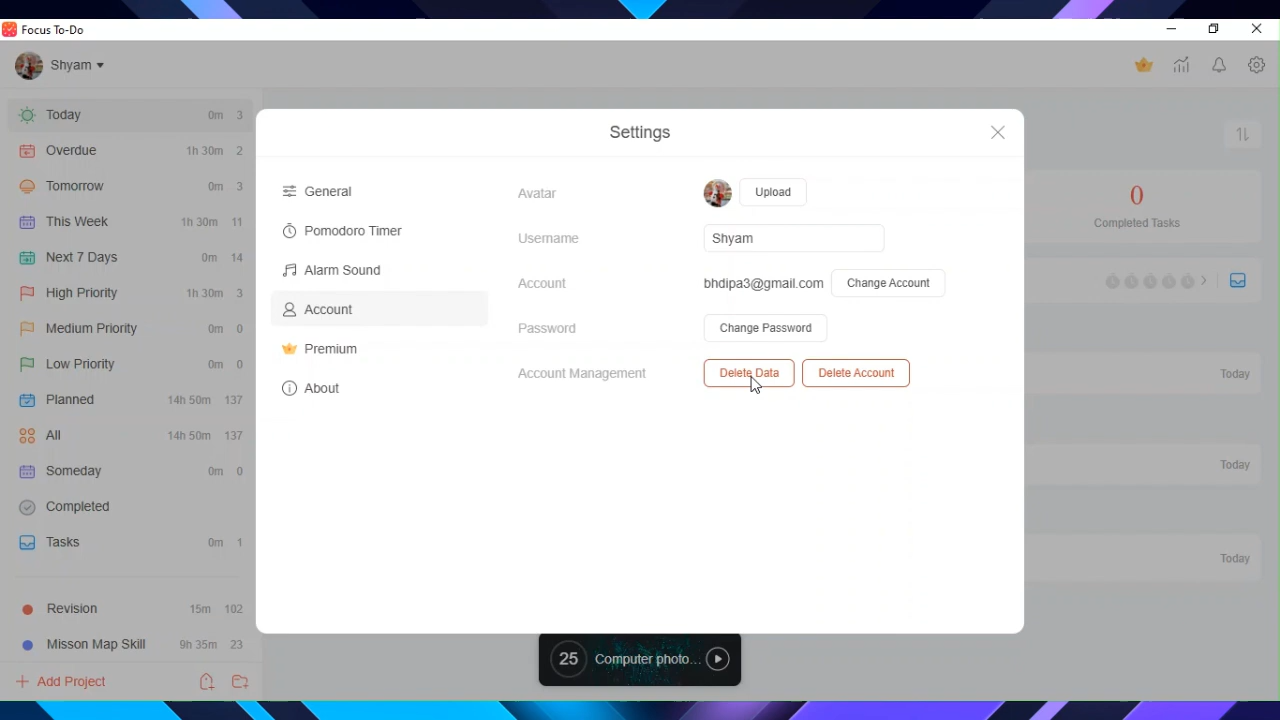 Focus To-Do
Shyam
Today 0m 3
Overdue 1h 30m 2
Tomorrow 0m 3
This Week 1h 30m 11
Next 7 Days 0m 14
High Priority 1h 30m 3
Medium Priority 0m 0
Low Priority 0m 0
Planned 14h 50m 137
All 14h 50m 137
Someday 0m 0
Completed
Tasks 0m 1
Revision 15m 102
Misson Map Skill 9h 35m 23
Add Project
Settings
General
Pomodoro Timer
Alarm Sound
Account
Premium
About
Avatar Upload
Username Shyam
Account bhdipa3@gmail.com Change Account
Password Change Password
Account Management Delete Data Delete Account
0
Completed Tasks
Today
Today
Today
25 Computer photo...